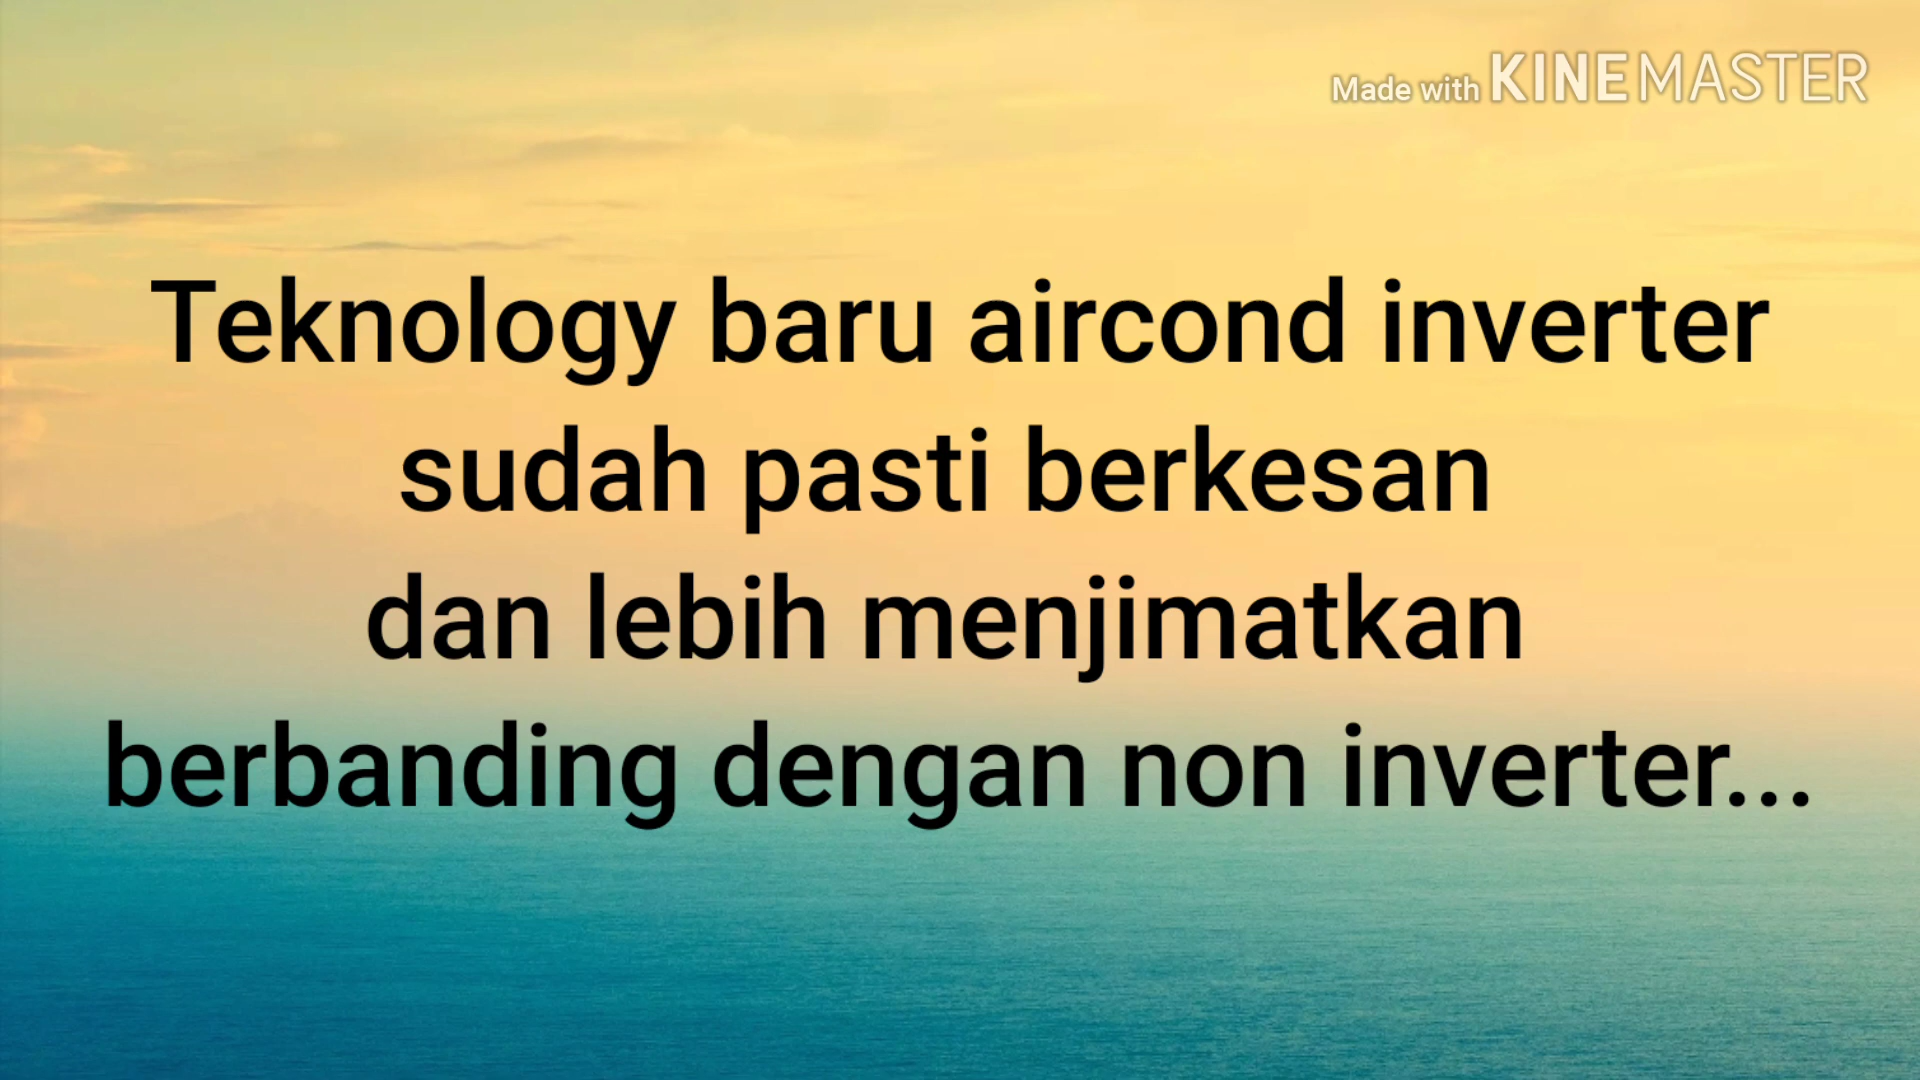 Made with KINEMASTER
Teknology baru aircond inverter
sudah pasti berkesan
dan lebih menjimatkan
berbanding dengan non inverter...